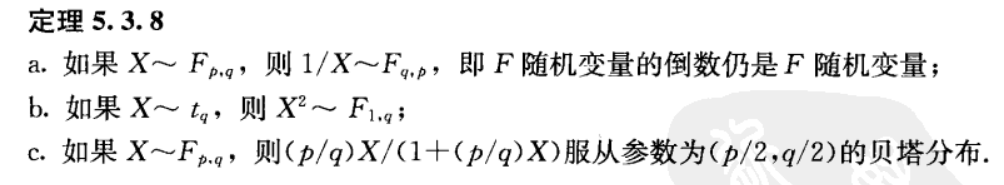 定理 5.3.8
a. 如果 X～ F_{p,q}，则 1/X～F_{q,p}，即 F 随机变量的倒数仍是 F 随机变量；
b. 如果 X～ t_q，则 X²～ F_{1,q}；
c. 如果 X～F_{p,q}，则(p/q)X/(1+(p/q)X)服从参数为(p/2,q/2)的贝塔分布.